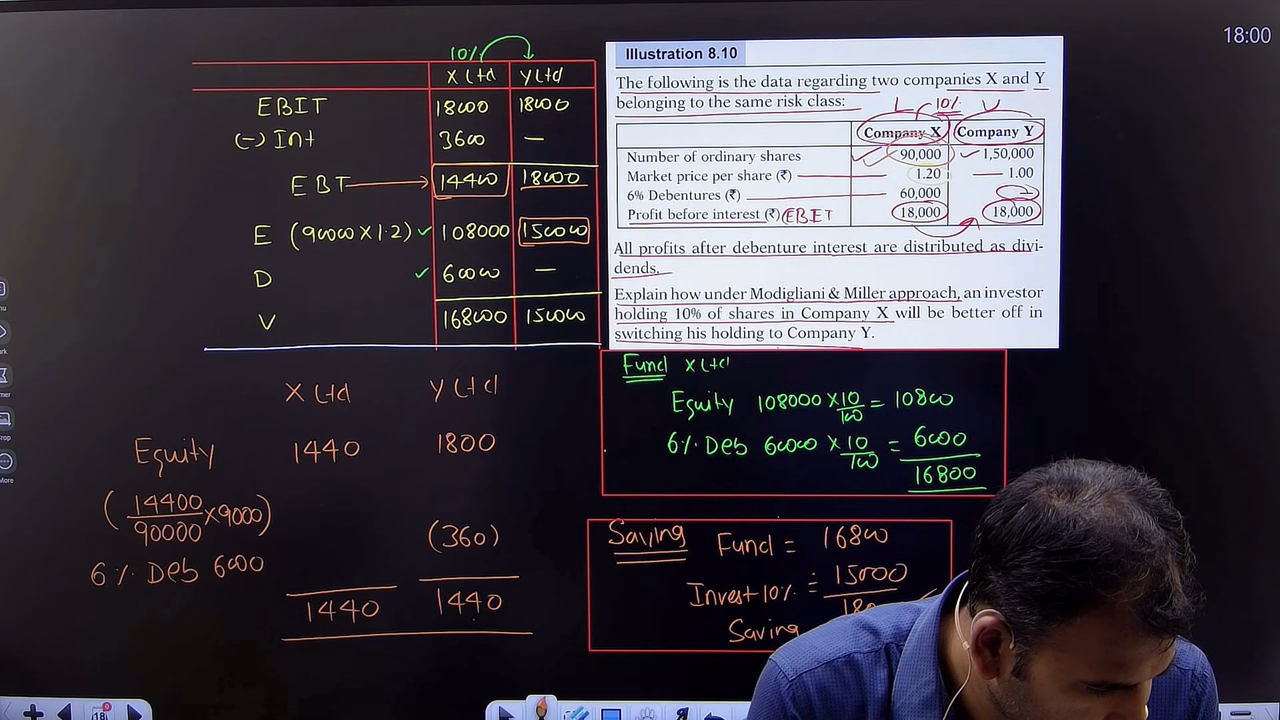 18:00
10%
X Ltd Y Ltd
EBIT 18000 18000
(-) Int 3600 —
EBT 14400 18000
E (90000 X 1.2) 108000 150000
D 60000 —
V 168000 150000
Illustration 8.10
The following is the data regarding two companies X and Y
belonging to the same risk class:
L 10% U
Company X Company Y
Number of ordinary shares 90,000 1,50,000
Market price per share (₹) 1.20 1.00
6% Debentures (₹) 60,000 –
Profit before interest (₹) (EBIT 18,000 18,000
All profits after debenture interest are distributed as divi-
dends.
Explain how under Modigliani & Miller approach, an investor
holding 10% of shares in Company X will be better off in
switching his holding to Company Y.
Fund X Ltd
Equity 108000 X 10/100 = 10800
6% Deb 60000 X 10/100 = 6000
16800
X Ltd Y Ltd
Equity 1440 1800
(14400/90000 X 9000)
6% Deb 6000 (360)
1440 1440
Saving
Fund = 16800
Invest 10% = 15000
Saving 180
More
18